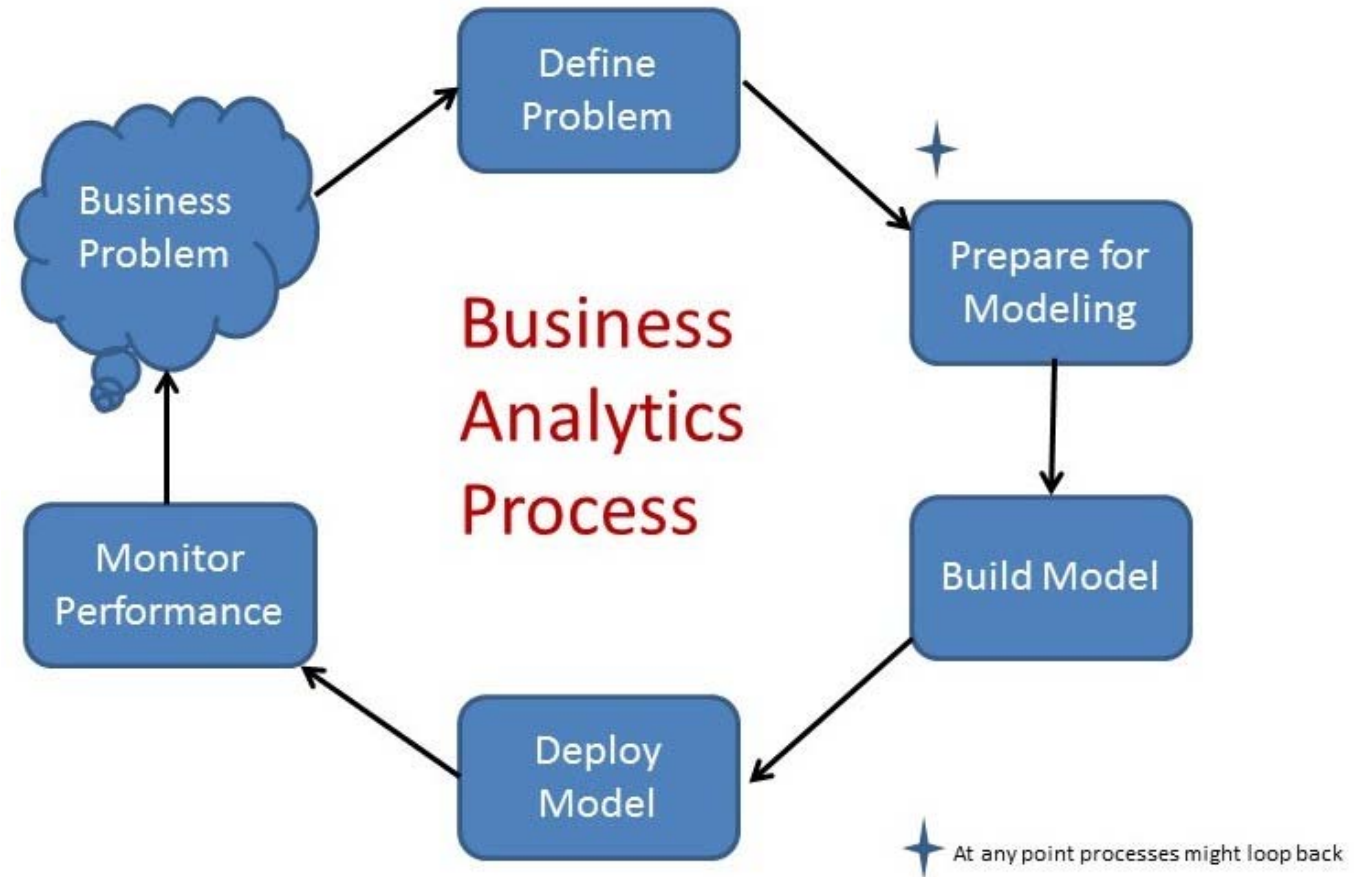 Business
Problem
Define
Problem
Prepare for
Modeling
Build Model
Deploy
Model
Monitor
Performance
Business
Analytics
Process
At any point processes might loop back